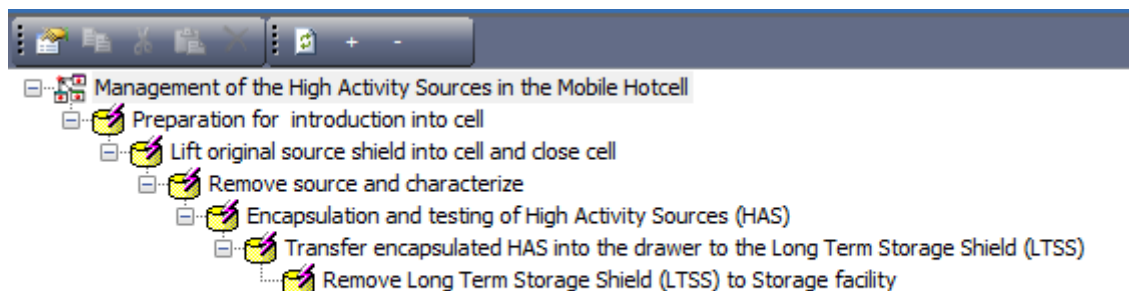 + -
Management of the High Activity Sources in the Mobile Hotcell
Preparation for introduction into cell
Lift original source shield into cell and close cell
Remove source and characterize
Encapsulation and testing of High Activity Sources (HAS)
Transfer encapsulated HAS into the drawer to the Long Term Storage Shield (LTSS)
Remove Long Term Storage Shield (LTSS) to Storage facility